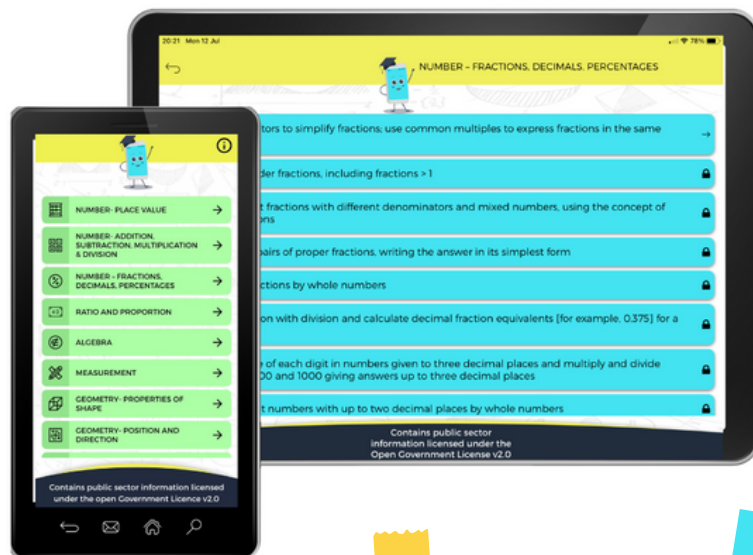 NUMBER- PLACE VALUE
NUMBER- ADDITION,
SUBTRACTION, MULTIPLICATION
& DIVISION
NUMBER - FRACTIONS,
DECIMALS, PERCENTAGES
RATIO AND PROPORTION
ALGEBRA
MEASUREMENT
GEOMETRY- PROPERTIES OF
SHAPE
GEOMETRY- POSITION AND
DIRECTION
Contains public sector information licensed
under the open Government Licence v2.0
20:21 Mon 12 Jul
78%
NUMBER - FRACTIONS, DECIMALS, PERCENTAGES
to simplify fractions; use common multiples to express fractions in the same
fractions, including fractions > 1
fractions with different denominators and mixed numbers, using the concept of
pairs of proper fractions, writing the answer in its simplest form
by whole numbers
with division and calculate decimal fraction equivalents [for example, 0.375] for a
of each digit in numbers given to three decimal places and multiply and divide
and 1000 giving answers up to three decimal places
numbers with up to two decimal places by whole numbers
Contains public sector
information licensed under the
Open Government License v2.0